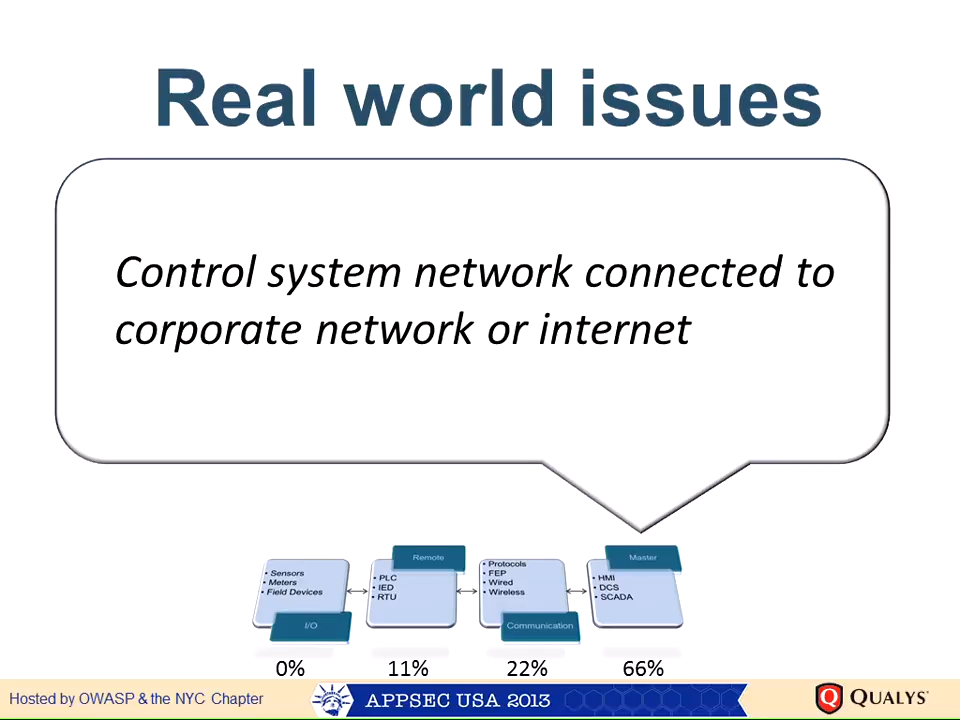 Real world issues
Control system network connected to
corporate network or internet
• Sensors
• Meters
• Field Devices
I/O
Remote
• PLC
• IED
• RTU
• Protocols
• FEP
• Wired
• Wireless
Communication
Master
• HMI
• DCS
• SCADA
0% 11% 22% 66%
Hosted by OWASP & the NYC Chapter
APPSEC USA 2013
QUALYS